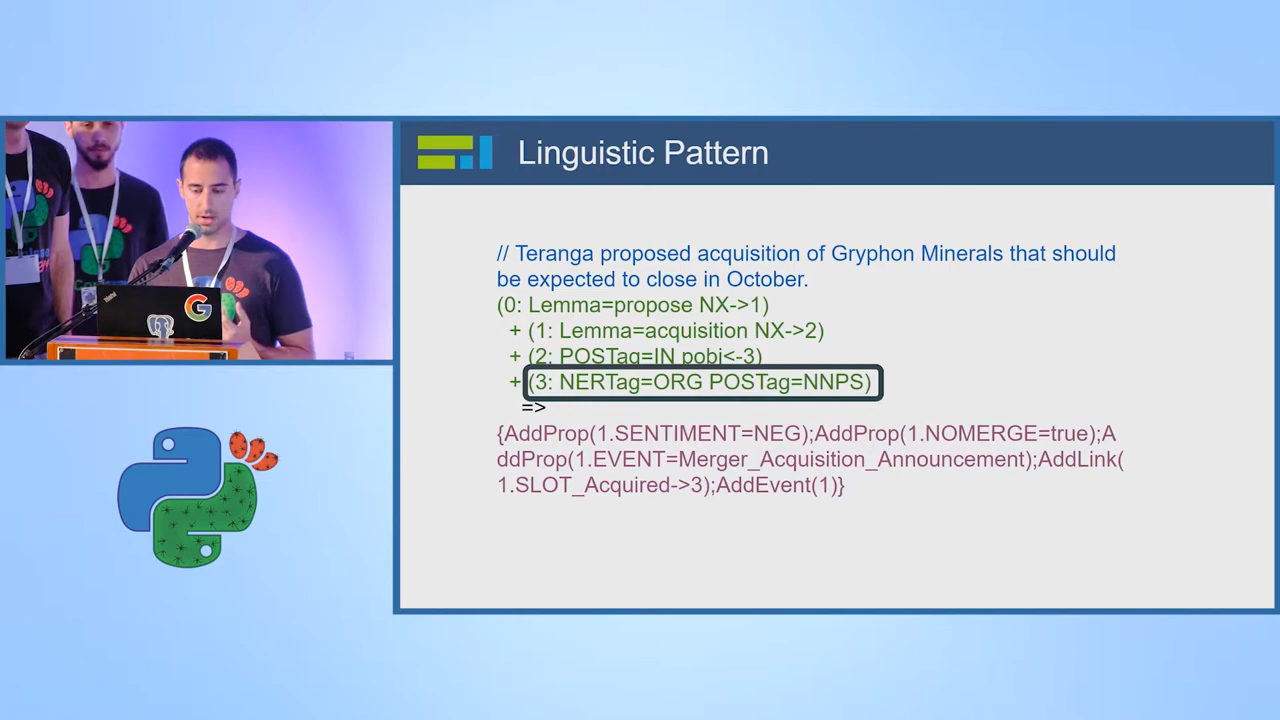 Linguistic Pattern
// Teranga proposed acquisition of Gryphon Minerals that should
be expected to close in October.
(0: Lemma=propose NX->1)
+ (1: Lemma=acquisition NX->2)
+ (2: POSTag=IN pobj<-3)
+ (3: NERTag=ORG POSTag=NNPS)
=>
{AddProp(1.SENTIMENT=NEG);AddProp(1.NOMERGE=true);A
ddProp(1.EVENT=Merger_Acquisition_Announcement);AddLink(
1.SLOT_Acquired->3);AddEvent(1)}